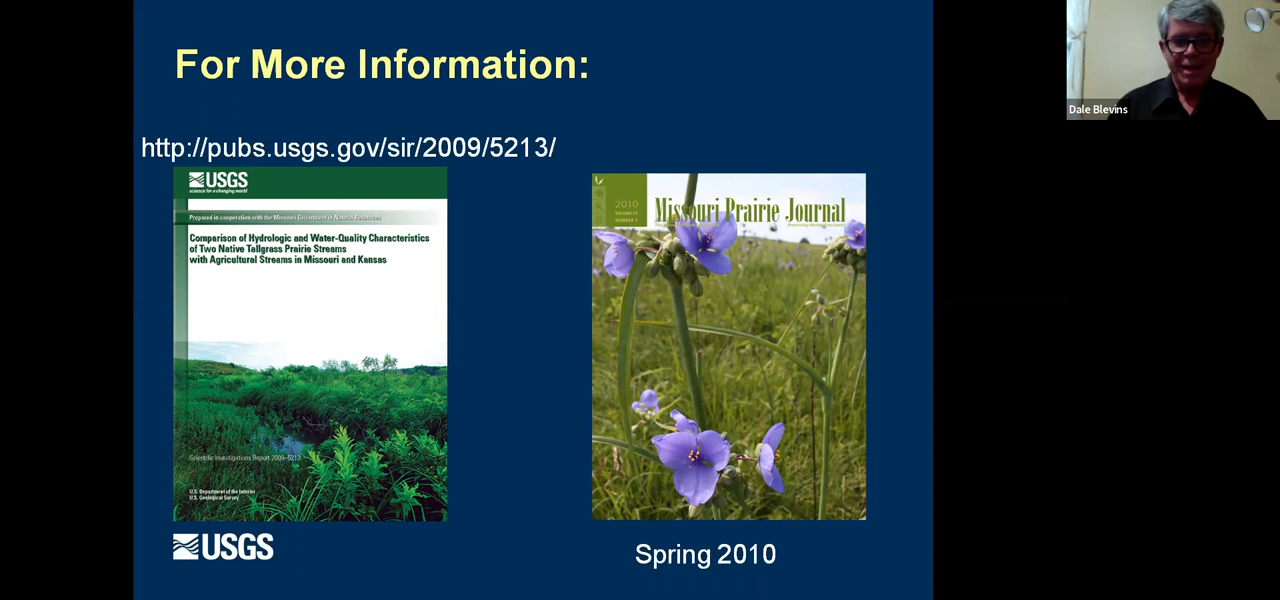 For More Information:
http://pubs.usgs.gov/sir/2009/5213/
USGS
science for a changing world
Prepared in cooperation with the Missouri Department of Natural Resources
Comparison of Hydrologic and Water-Quality Characteristics
of Two Native Tallgrass Prairie Streams
with Agricultural Streams in Missouri and Kansas
Scientific Investigations Report 2009–5213
U.S. Department of the Interior
U.S. Geological Survey
USGS
2010
VOLUME 31
Missouri Prairie Journal
Spring 2010
Dale Blevins